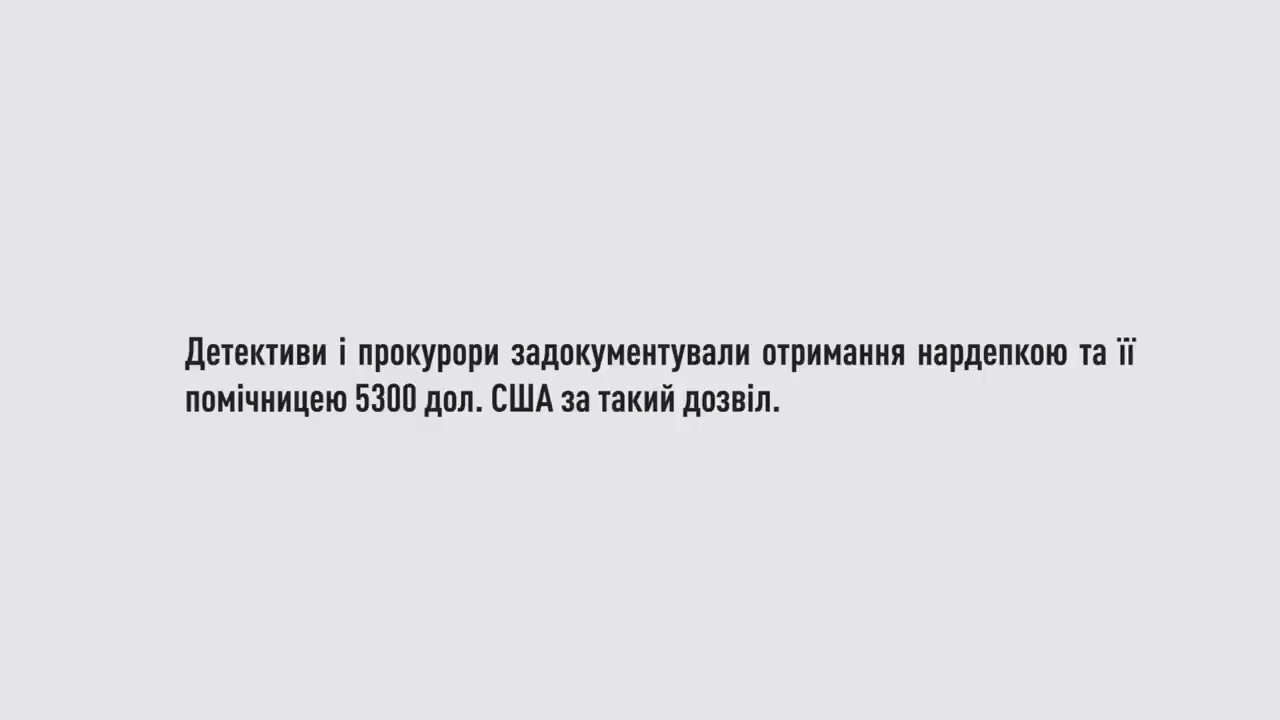 Детективи і прокурори задокументували отримання нардепкою та її
помічницею 5300 дол. США за такий дозвіл.